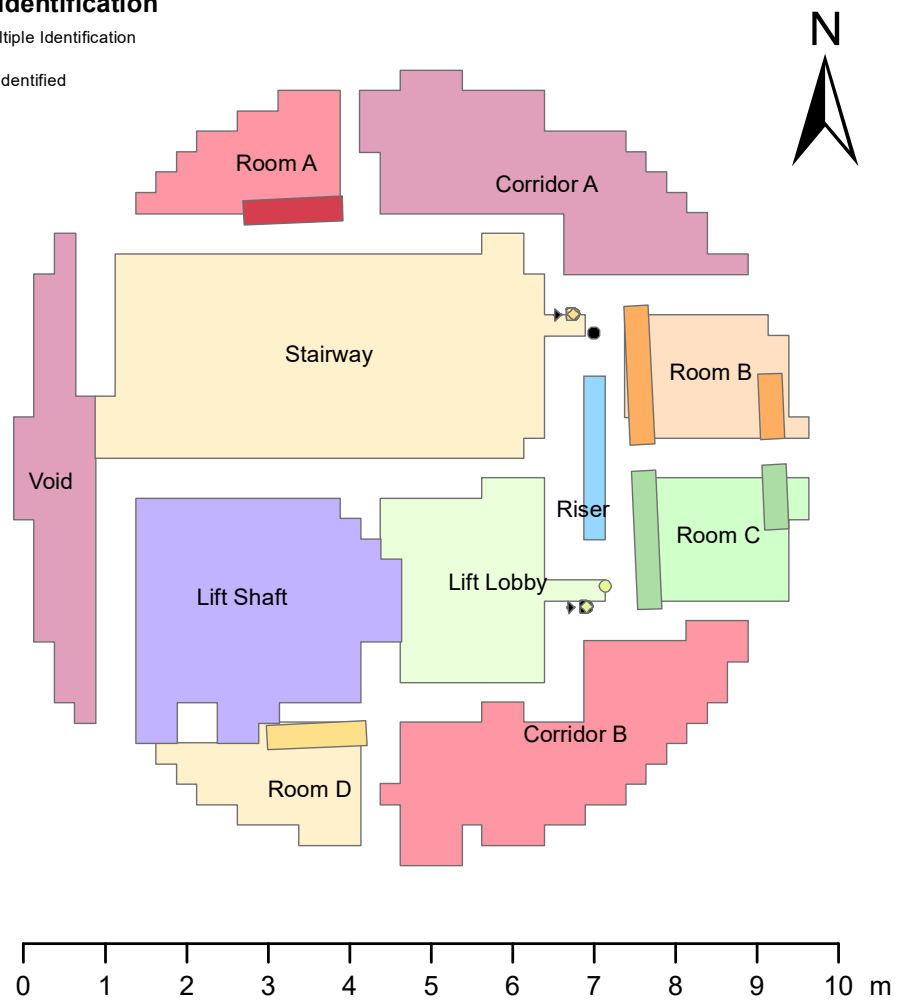 Identification
ltiple Identification
dentified
N
Room A
Corridor A
Stairway
Room B
Void
Riser
Room C
Lift Shaft
Lift Lobby
Corridor B
Room D
0 1 2 3 4 5 6 7 8 9 10 m